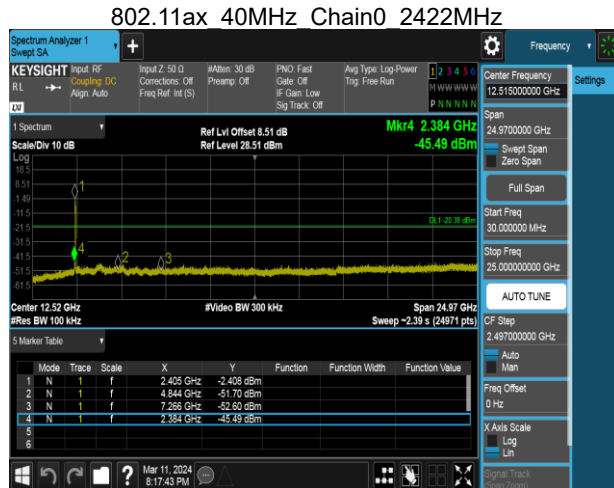 802.11ax_40MHz_Chain0_2422MHz
Spectrum Analyzer 1
Swept SA
Frequency
KEYSIGHT Input: RF Input Z: 50 Ω #Atten: 30 dB PNO: Fast Avg Type: Log-Power 1 2 3 4 5 6
RL Coupling: DC Corrections: Off Preamp: Off Gate: Off Trig: Free Run M W W W W W
Align: Auto Freq Ref: Int (S) IF Gain: Low
Sig Track: Off P N N N N N
LXI
Center Frequency
12.515000000 GHz
Settings
Span
24.9700000 GHz
Swept Span
Zero Span
Full Span
Start Freq
30.000000 MHz
Stop Freq
25.000000000 GHz
AUTO TUNE
CF Step
2.497000000 GHz
Auto
Man
Freq Offset
0 Hz
X Axis Scale
Log
Lin
Signal Track
(Span Zoom)
1 Spectrum
Ref Lvl Offset 8.51 dB Mkr4 2.384 GHz
Scale/Div 10 dB Ref Level 28.51 dBm -45.49 dBm
Log
18.5
8.51
-1.49
-11.5
-21.5
-31.5
-41.5
-51.5
-61.5
1
DL1 -20.38 dBm
4
2
3
Center 12.52 GHz #Video BW 300 kHz Span 24.97 GHz
#Res BW 100 kHz Sweep ~2.39 s (24971 pts)
5 Marker Table
Mode Trace Scale X Y Function Function Width Function Value
1 N 1 f 2.405 GHz -2.408 dBm
2 N 1 f 4.844 GHz -51.70 dBm
3 N 1 f 7.266 GHz -52.60 dBm
4 N 1 f 2.384 GHz -45.49 dBm
5
6
Mar 11, 2024
8:17:43 PM